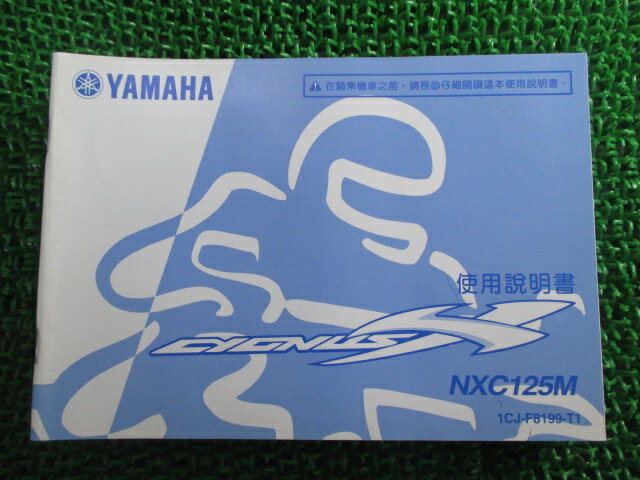 YAMAHA
⚠ 在騎乘機車之前，請務必仔細閱讀這本使用說明書。
使用說明書
CYGNUS X
NXC125M
1CJ-F8199-T1